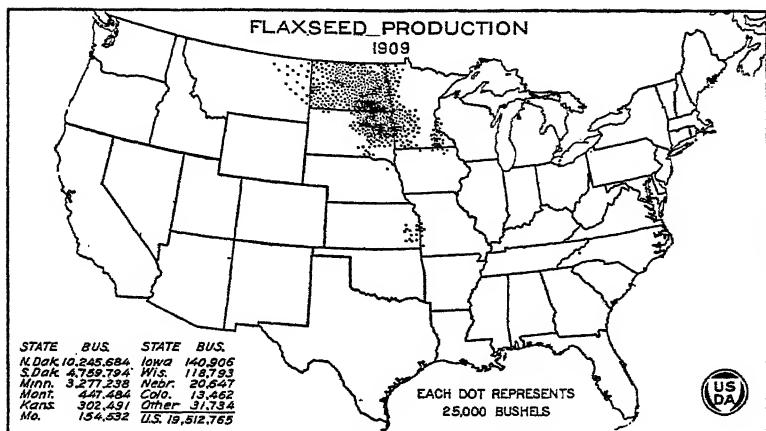 FLAXSEED PRODUCTION
1909
STATE BUS. STATE BUS.
N.Dak. 10,245,684 Iowa 140,906
S.Dak. 4,759,794 Wis. 118,793
Minn. 3,277,238 Nebr. 20,647
Mont. 447,484 Colo. 13,462
Kans. 302,491 Other 31,734
Mo. 154,532 U.S. 19,512,765
EACH DOT REPRESENTS
25,000 BUSHELS
US
DA